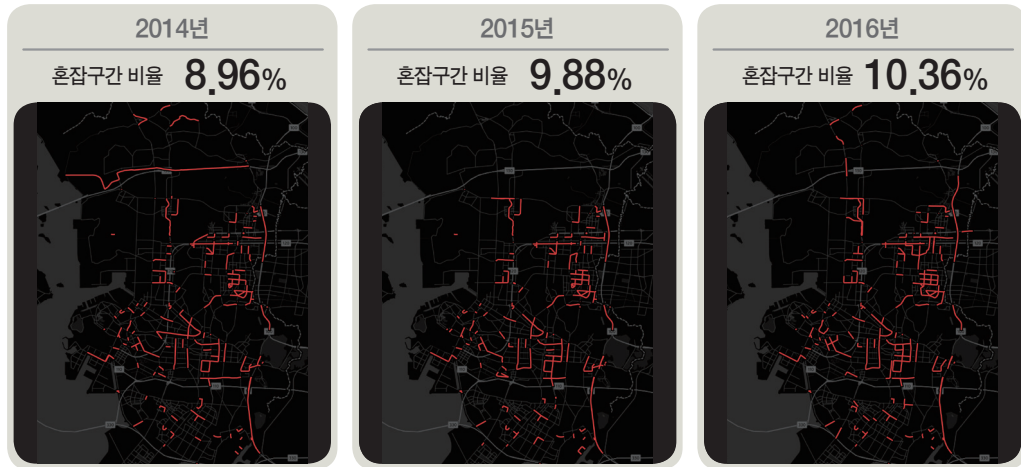 2014년
혼잡구간 비율 8.96%
2015년
혼잡구간 비율 9.88%
2016년
혼잡구간 비율 10.36%